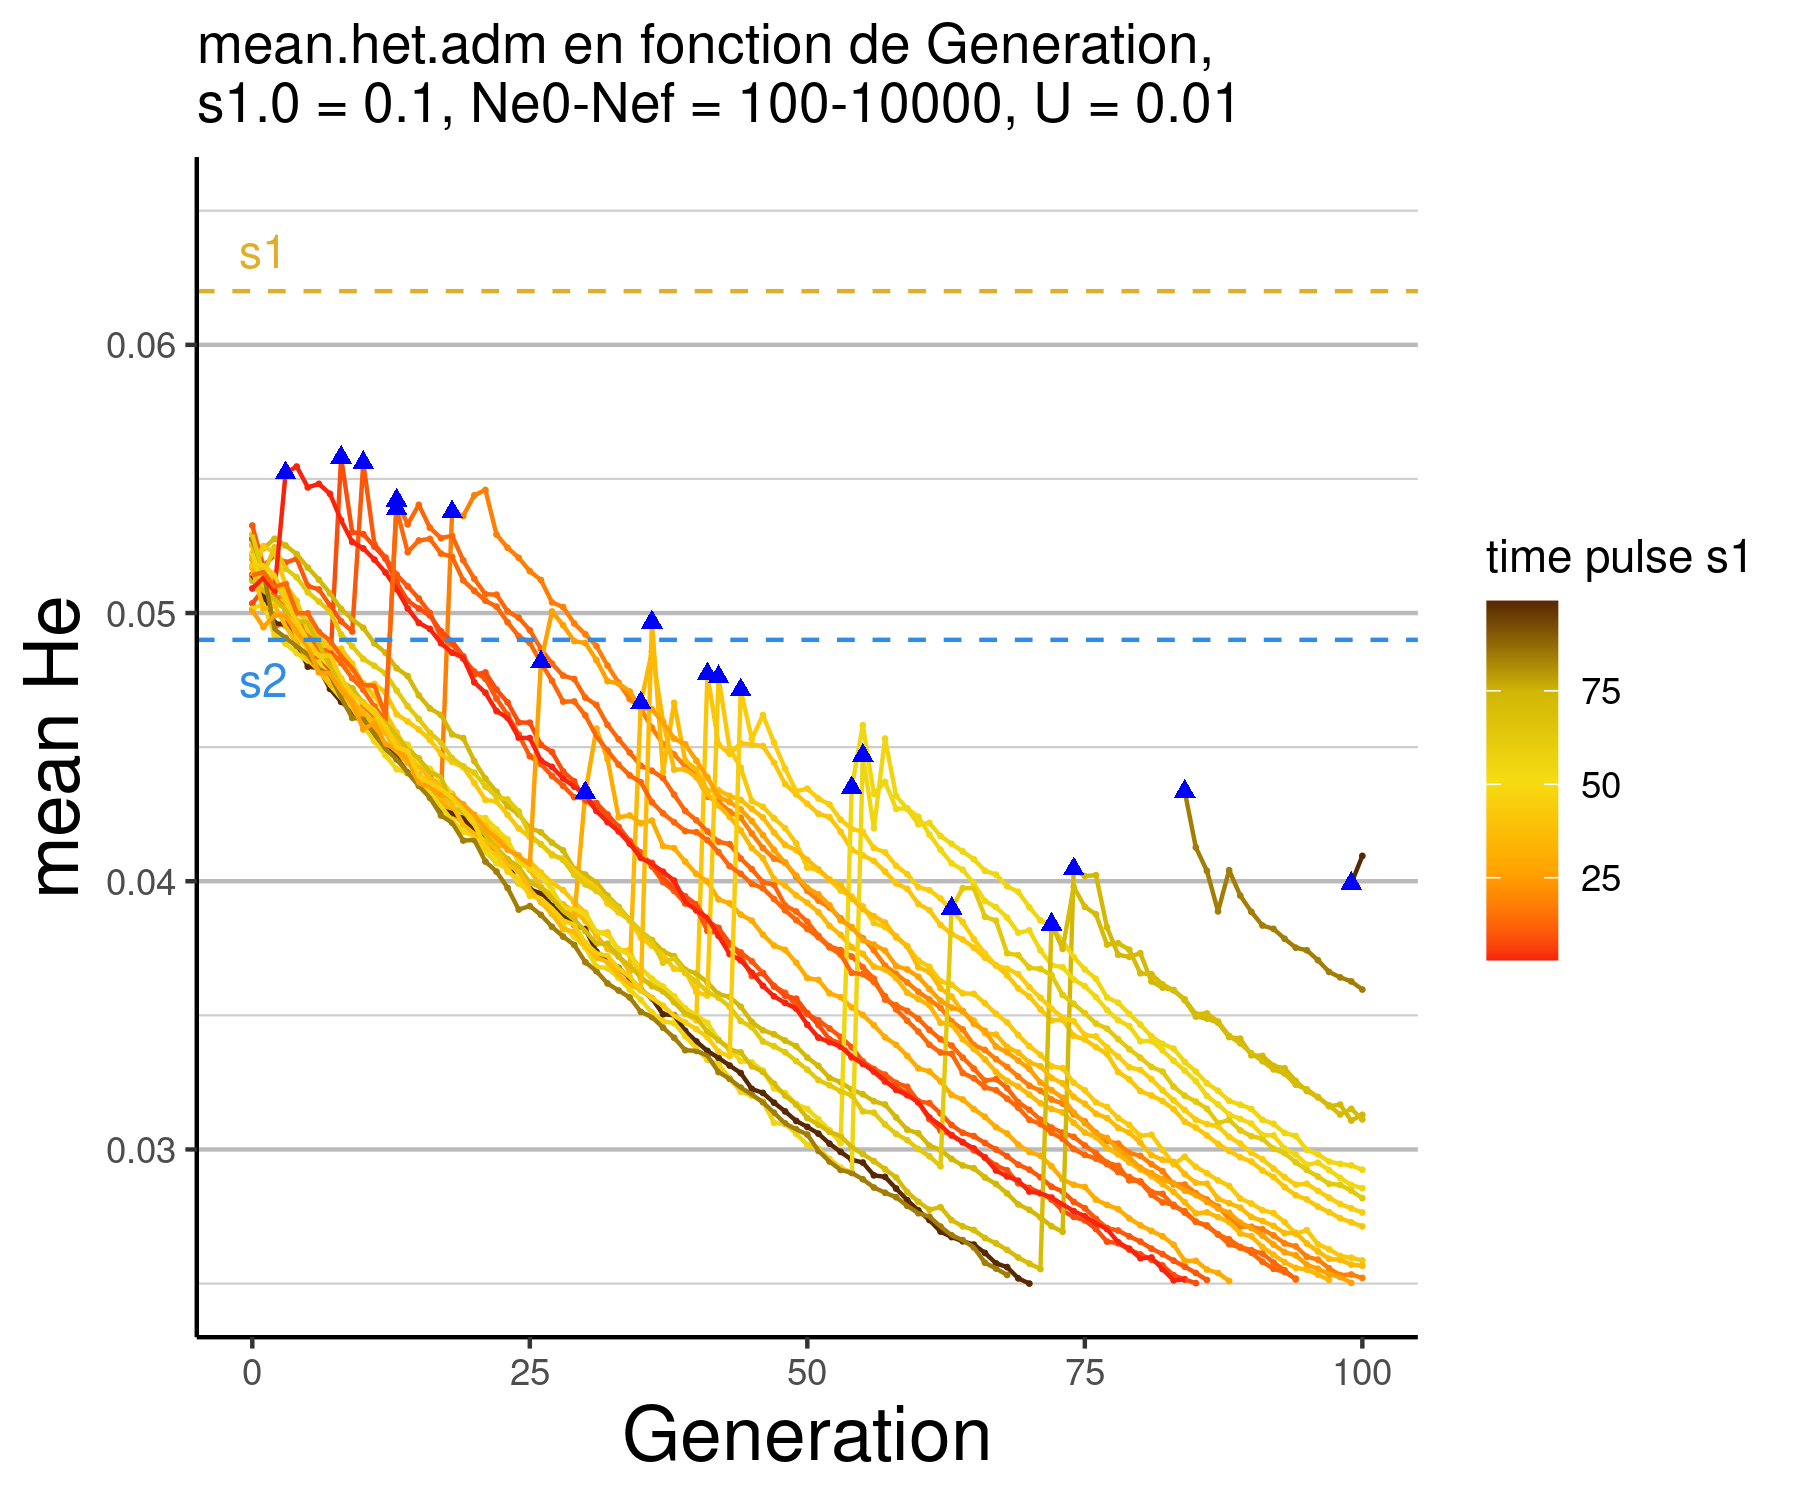 mean.het.adm en fonction de Generation,
s1.0 = 0.1, Ne0-Nef = 100-10000, U = 0.01
s1
s2
0.06
0.05
0.04
0.03
mean He
0
25
50
75
100
Generation
time pulse s1
75
50
25